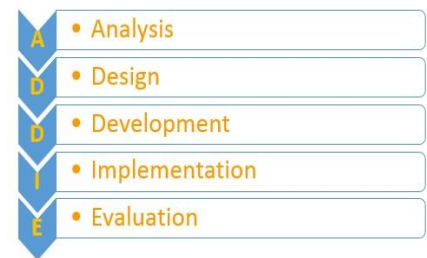 A • Analysis
D • Design
D • Development
I • Implementation
E • Evaluation